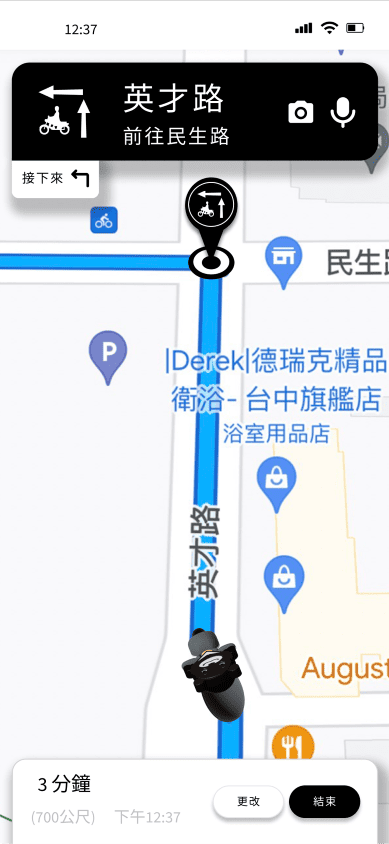 12:37
英才路
前往民生路
接下來
民生路
P
|Derek|德瑞克精品
衛浴- 台中旗艦店
浴室用品店
英才路
August
3 分鐘
(700公尺) 下午12:37
更改
結束